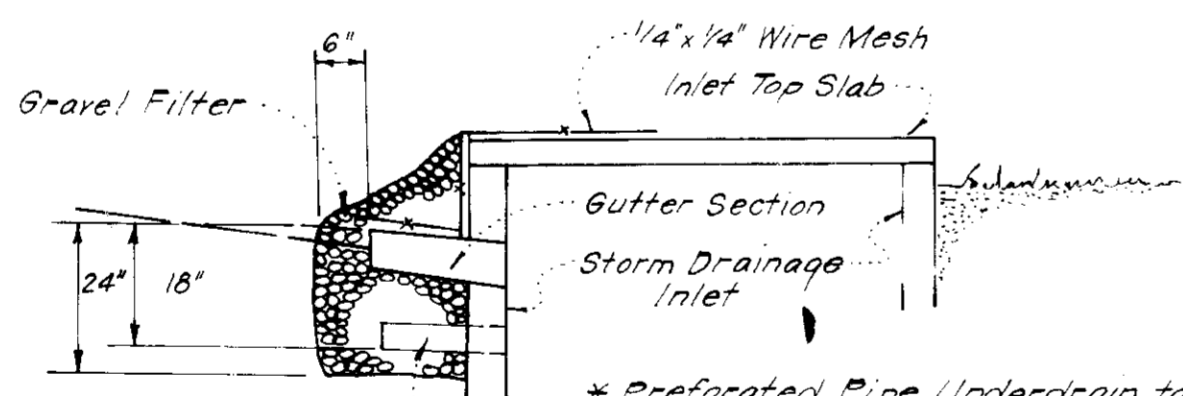 6"
1/4" x 1/4" Wire Mesh
Inlet Top Slab
Gravel Filter
Gutter Section
24"
18"
Storm Drainage
Inlet
* Preforated Pipe Underdrain to